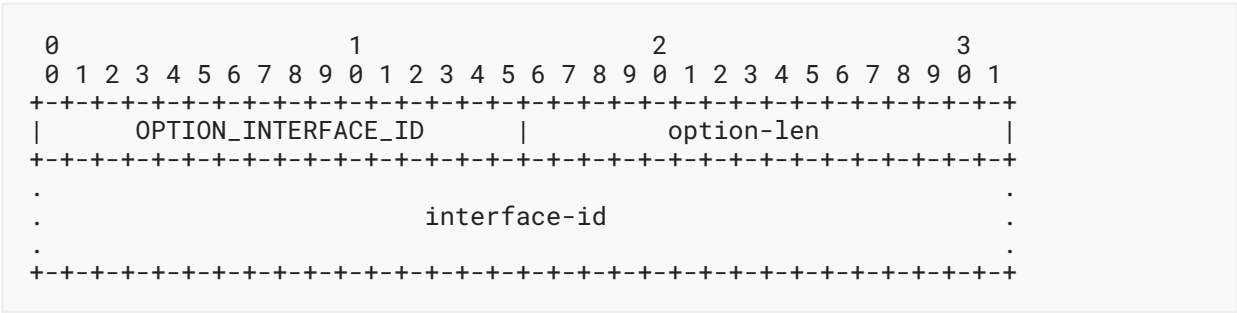 0                   1                   2                   3
 0 1 2 3 4 5 6 7 8 9 0 1 2 3 4 5 6 7 8 9 0 1 2 3 4 5 6 7 8 9 0 1
+-+-+-+-+-+-+-+-+-+-+-+-+-+-+-+-+-+-+-+-+-+-+-+-+-+-+-+-+-+-+-+-+
|      OPTION_INTERFACE_ID      |         option-len            |
+-+-+-+-+-+-+-+-+-+-+-+-+-+-+-+-+-+-+-+-+-+-+-+-+-+-+-+-+-+-+-+-+
.                                                               .
.                         interface-id                          .
.                                                               .
+-+-+-+-+-+-+-+-+-+-+-+-+-+-+-+-+-+-+-+-+-+-+-+-+-+-+-+-+-+-+-+-+